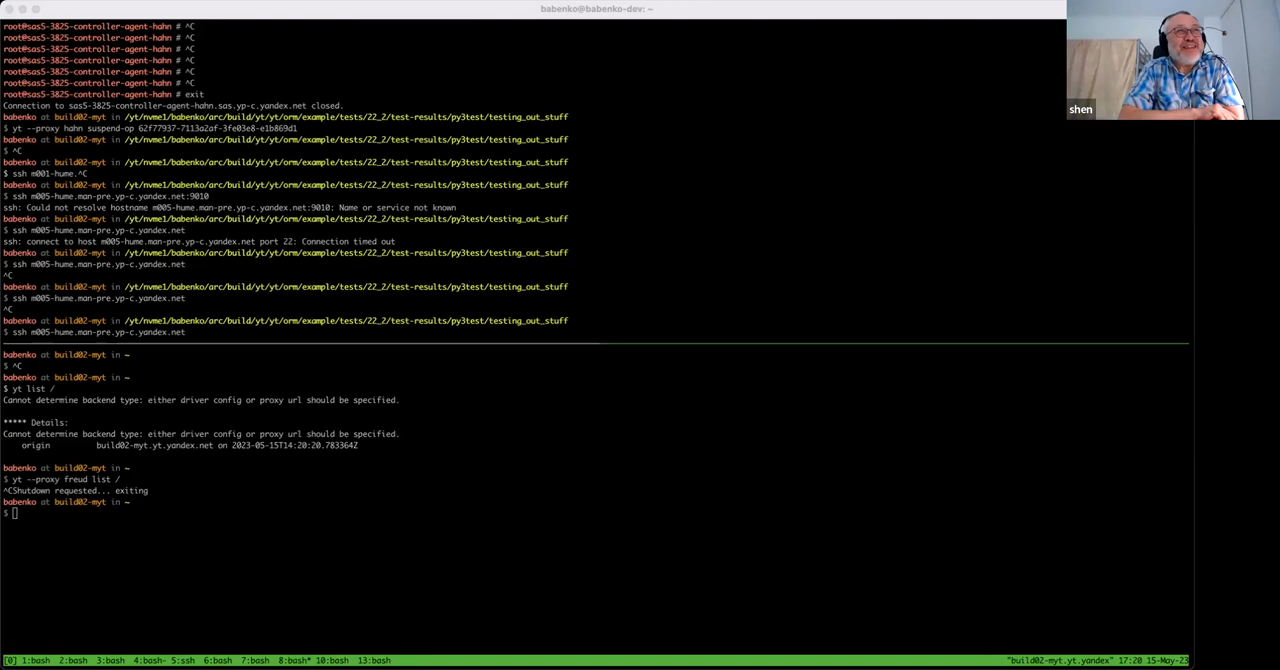 babenko@babenko-dev: ~
root@sas5-3825-controller-agent-hahn # ^C
root@sas5-3825-controller-agent-hahn # ^C
root@sas5-3825-controller-agent-hahn # ^C
root@sas5-3825-controller-agent-hahn # ^C
root@sas5-3825-controller-agent-hahn # ^C
root@sas5-3825-controller-agent-hahn # ^C
root@sas5-3825-controller-agent-hahn # exit
Connection to sas5-3825-controller-agent-hahn.sas.yp-c.yandex.net closed.
babenko at build02-myt in /yt/nvme1/babenko/arc/build/yt/yt/orm/example/tests/22_2/test-results/py3test/testing_out_stuff
$ yt --proxy hahn suspend-op 62f77937-7113a2af-3fe03e8-e1b869d1
babenko at build02-myt in /yt/nvme1/babenko/arc/build/yt/yt/orm/example/tests/22_2/test-results/py3test/testing_out_stuff
$ ^C
babenko at build02-myt in /yt/nvme1/babenko/arc/build/yt/yt/orm/example/tests/22_2/test-results/py3test/testing_out_stuff
$ ssh m001-hume.^C
babenko at build02-myt in /yt/nvme1/babenko/arc/build/yt/yt/orm/example/tests/22_2/test-results/py3test/testing_out_stuff
$ ssh m005-hume.man-pre.yp-c.yandex.net:9010
ssh: Could not resolve hostname m005-hume.man-pre.yp-c.yandex.net:9010: Name or service not known
babenko at build02-myt in /yt/nvme1/babenko/arc/build/yt/yt/orm/example/tests/22_2/test-results/py3test/testing_out_stuff
$ ssh m005-hume.man-pre.yp-c.yandex.net
ssh: connect to host m005-hume.man-pre.yp-c.yandex.net port 22: Connection timed out
babenko at build02-myt in /yt/nvme1/babenko/arc/build/yt/yt/orm/example/tests/22_2/test-results/py3test/testing_out_stuff
$ ssh m005-hume.man-pre.yp-c.yandex.net
^C
babenko at build02-myt in /yt/nvme1/babenko/arc/build/yt/yt/orm/example/tests/22_2/test-results/py3test/testing_out_stuff
$ ssh m005-hume.man-pre.yp-c.yandex.net
^C
babenko at build02-myt in /yt/nvme1/babenko/arc/build/yt/yt/orm/example/tests/22_2/test-results/py3test/testing_out_stuff
$ ssh m005-hume.man-pre.yp-c.yandex.net
babenko at build02-myt in ~
$ ^C
babenko at build02-myt in ~
$ yt list /
Cannot determine backend type: either driver config or proxy url should be specified.
***** Details:
Cannot determine backend type: either driver config or proxy url should be specified.
origin build02-myt.yt.yandex.net on 2023-05-15T14:20:20.783364Z
babenko at build02-myt in ~
$ yt --proxy freud list /
^CShutdown requested... exiting
babenko at build02-myt in ~
$
[0] 1:bash 2:bash 3:bash 4:bash- 5:ssh 6:bash 7:bash 8:bash* 10:bash 13:bash "build02-myt.yt.yandex" 17:20 15-May-23
shen